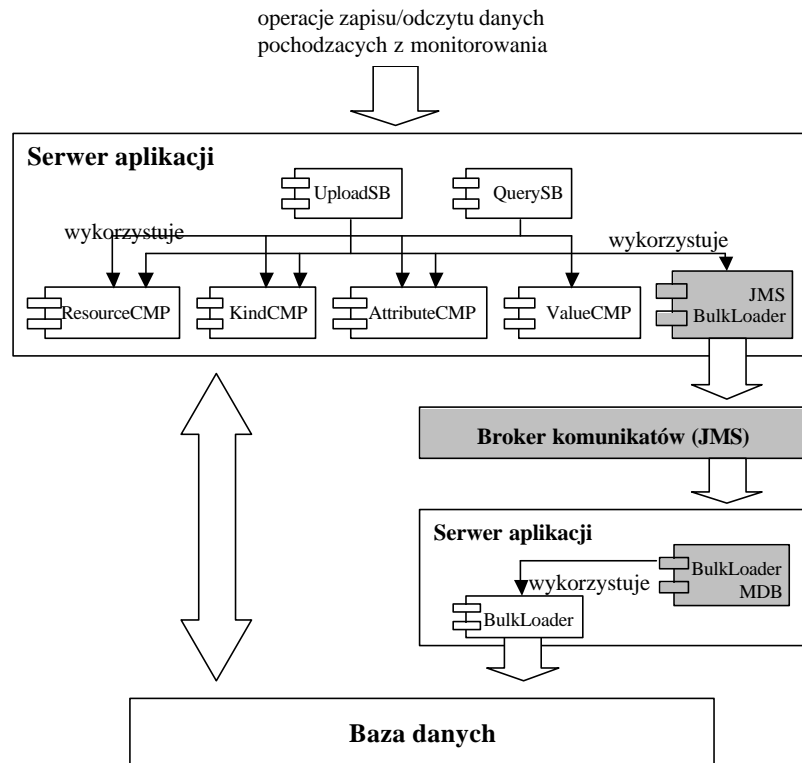 operacje zapisu/odczytu danych
pochodzacych z monitorowania
Serwer aplikacji
UploadSB
QuerySB
wykorzystuje
wykorzystuje
ResourceCMP
KindCMP
AttributeCMP
ValueCMP
JMS
BulkLoader
Broker komunikatów (JMS)
Serwer aplikacji
BulkLoader
MDB
wykorzystuje
BulkLoader
Baza danych